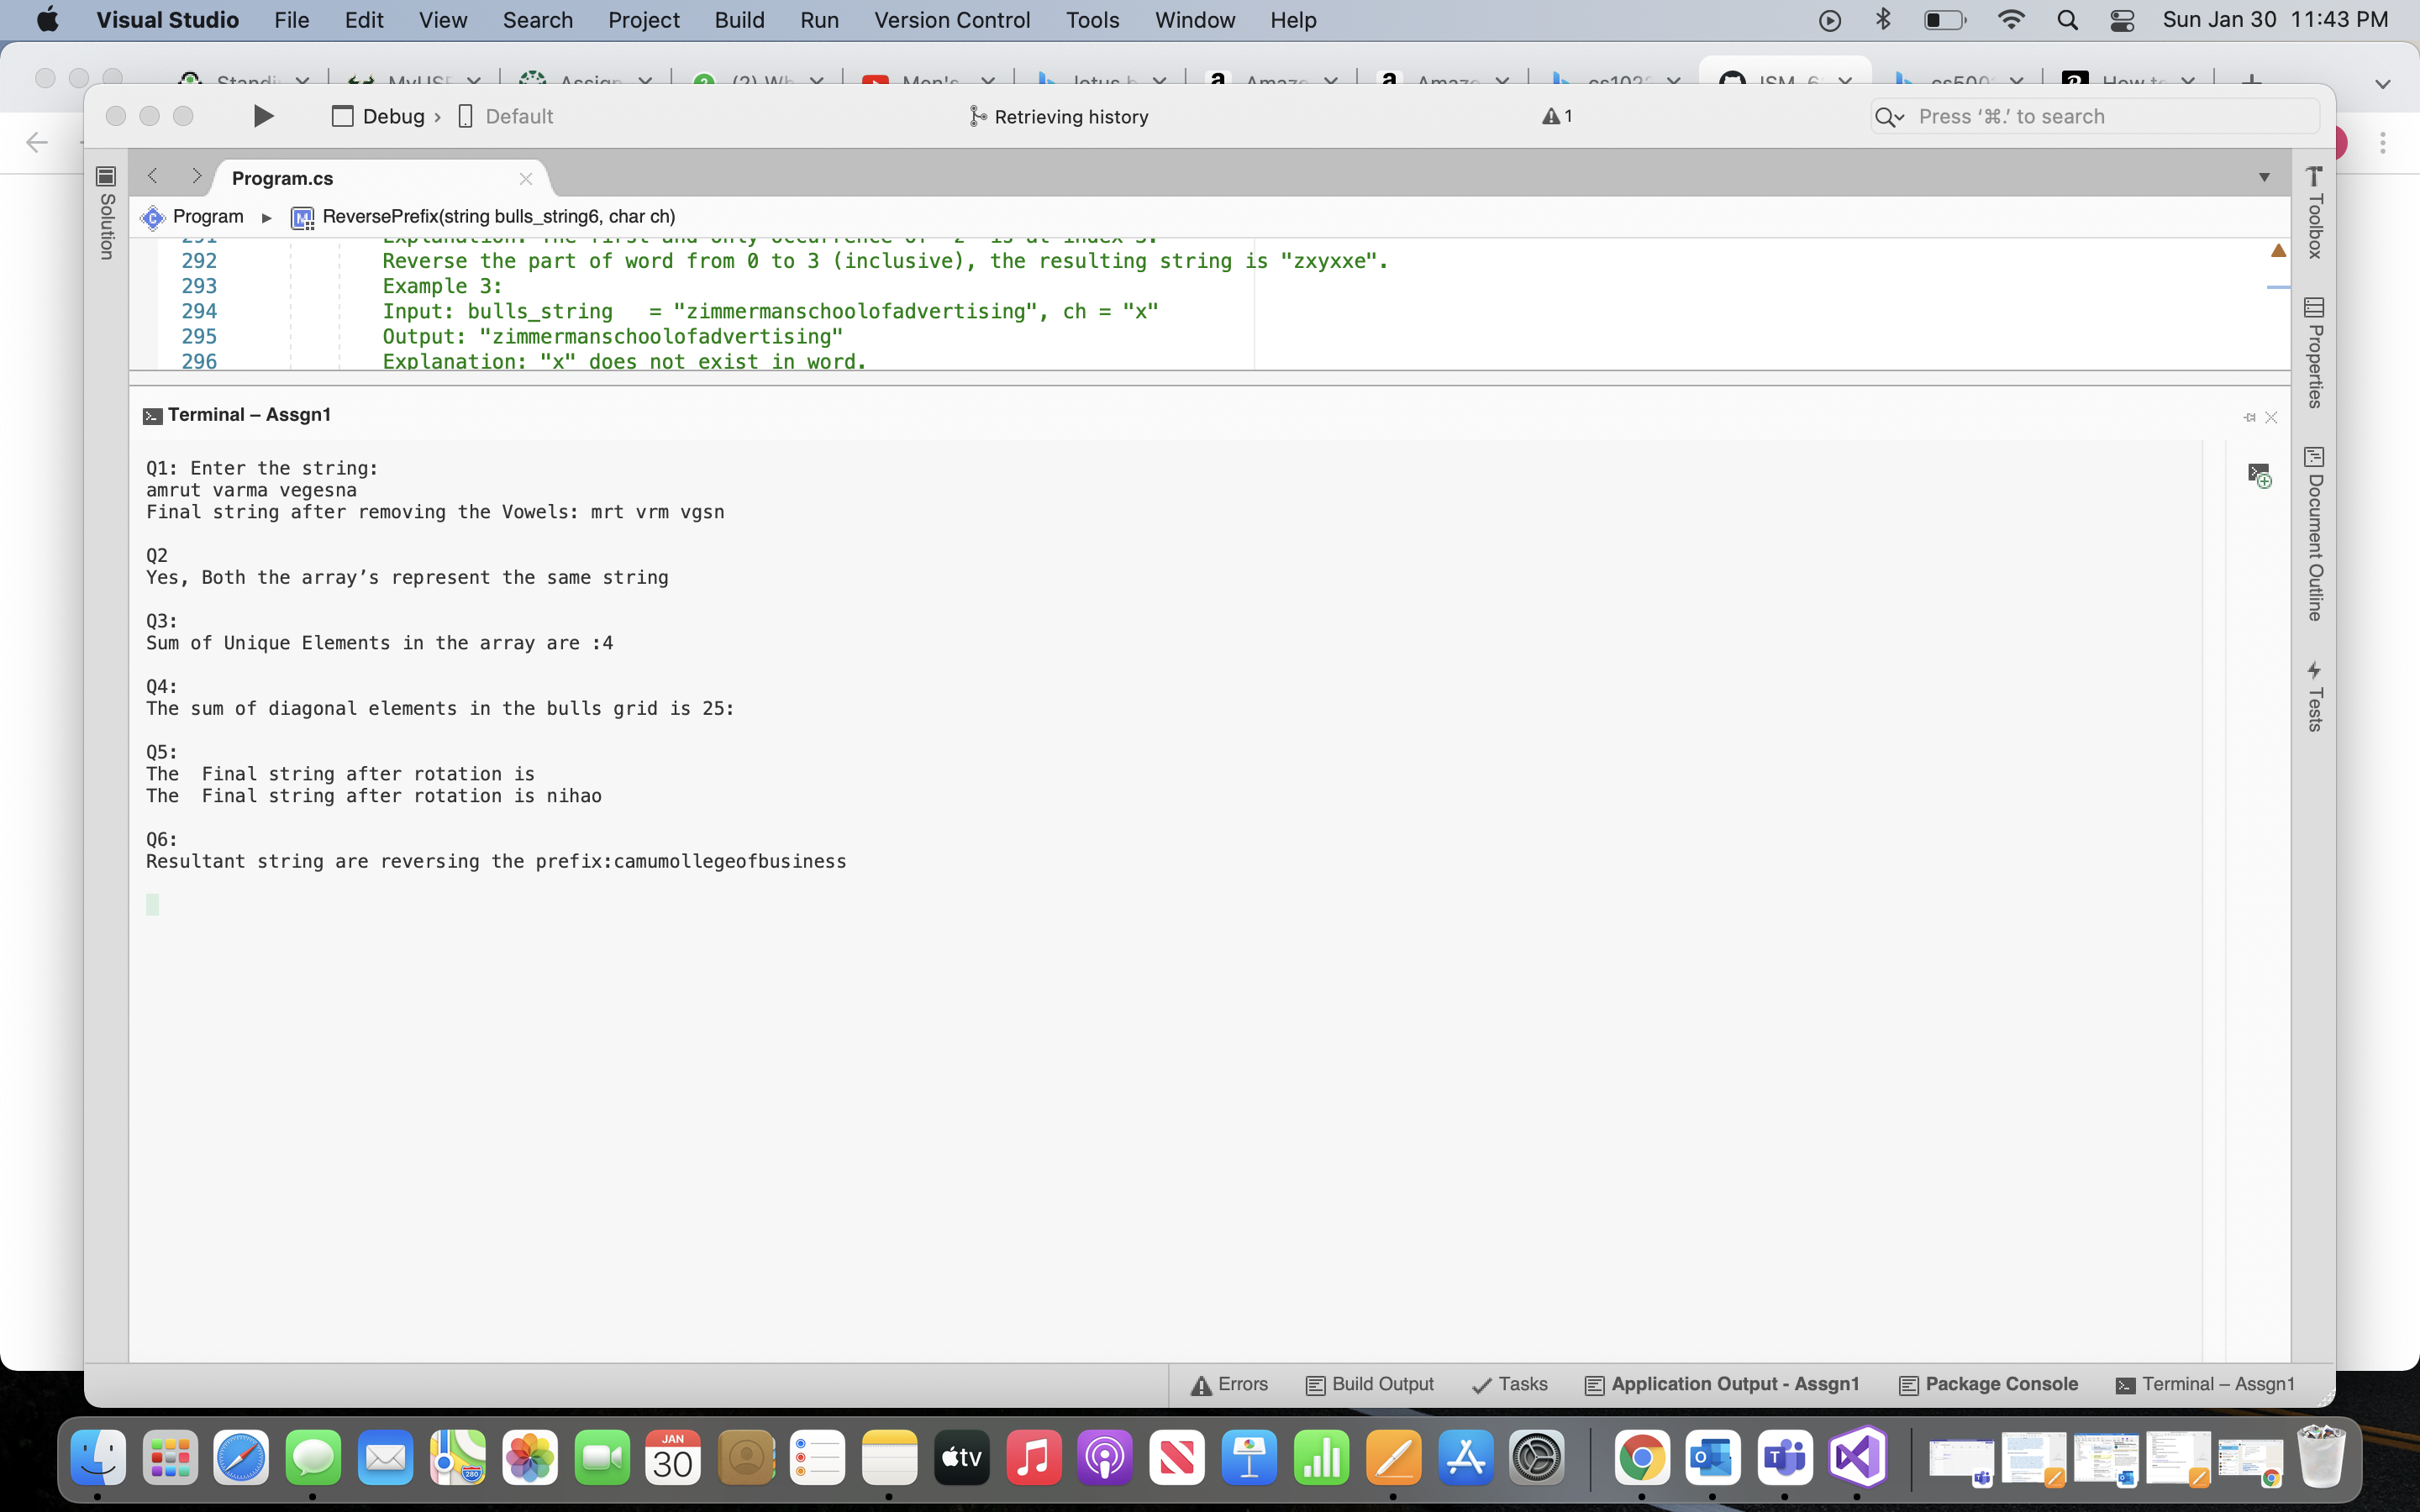 Visual Studio File Edit View Search Project Build Run Version Control Tools Window Help Sun Jan 30 11:43 PM
Debug › Default Retrieving history 1 Press ‘⌘.’ to search
Program.cs
Program ▸ ReversePrefix(string bulls_string6, char ch)
292 Reverse the part of word from 0 to 3 (inclusive), the resulting string is "zxyxxe".
293 Example 3:
294 Input: bulls_string   = "zimmermanschoolofadvertising", ch = "x"
295 Output: "zimmermanschoolofadvertising"
296 Explanation: "x" does not exist in word.
Solution
Toolbox
Properties
Document Outline
Tests
Terminal – Assgn1
Q1: Enter the string:
amrut varma vegesna
Final string after removing the Vowels: mrt vrm vgsn
Q2
Yes, Both the array’s represent the same string
Q3:
Sum of Unique Elements in the array are :4
Q4:
The sum of diagonal elements in the bulls grid is 25:
Q5:
The  Final string after rotation is
The  Final string after rotation is nihao
Q6:
Resultant string are reversing the prefix:camumollegeofbusiness
Errors Build Output Tasks Application Output - Assgn1 Package Console Terminal – Assgn1
JAN
30
tv
280